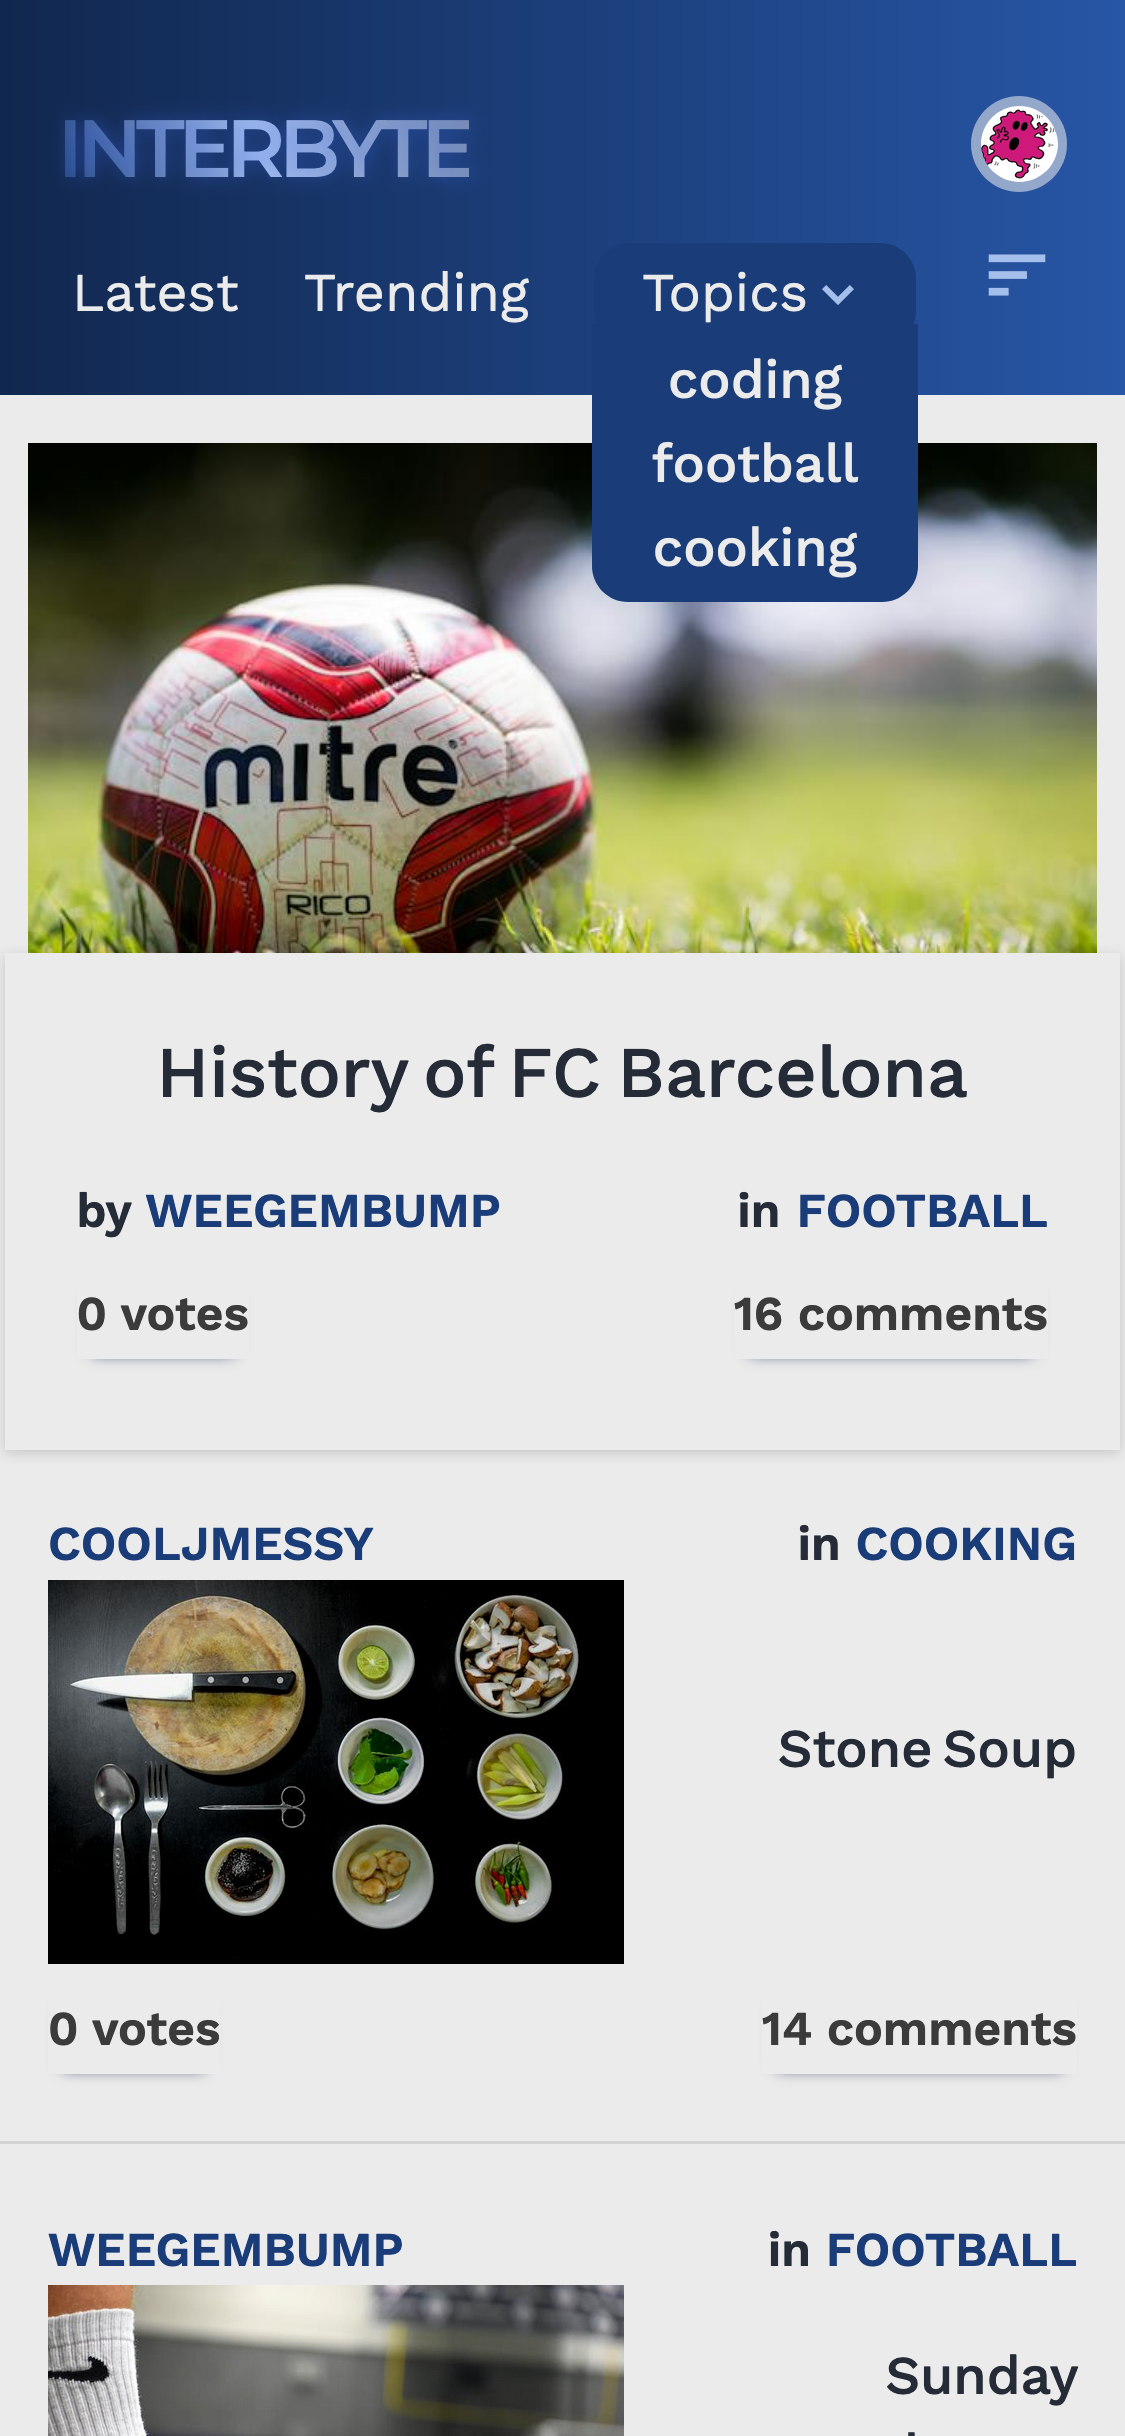 INTERBYTE
Latest Trending Topics
coding
football
cooking
mitre
RICO
History of FC Barcelona
by WEEGEMBUMP in FOOTBALL
0 votes 16 comments
COOLJMESSY in COOKING
Stone Soup
0 votes 14 comments
WEEGEMBUMP in FOOTBALL
Sunday